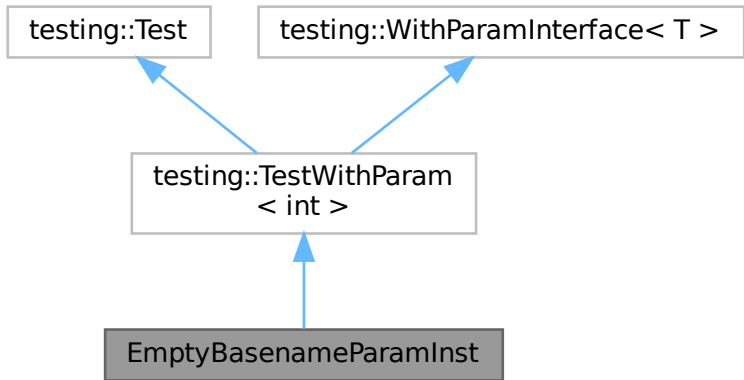 testing::Test
testing::WithParamInterface< T >
testing::TestWithParam
< int >
EmptyBasenameParamInst